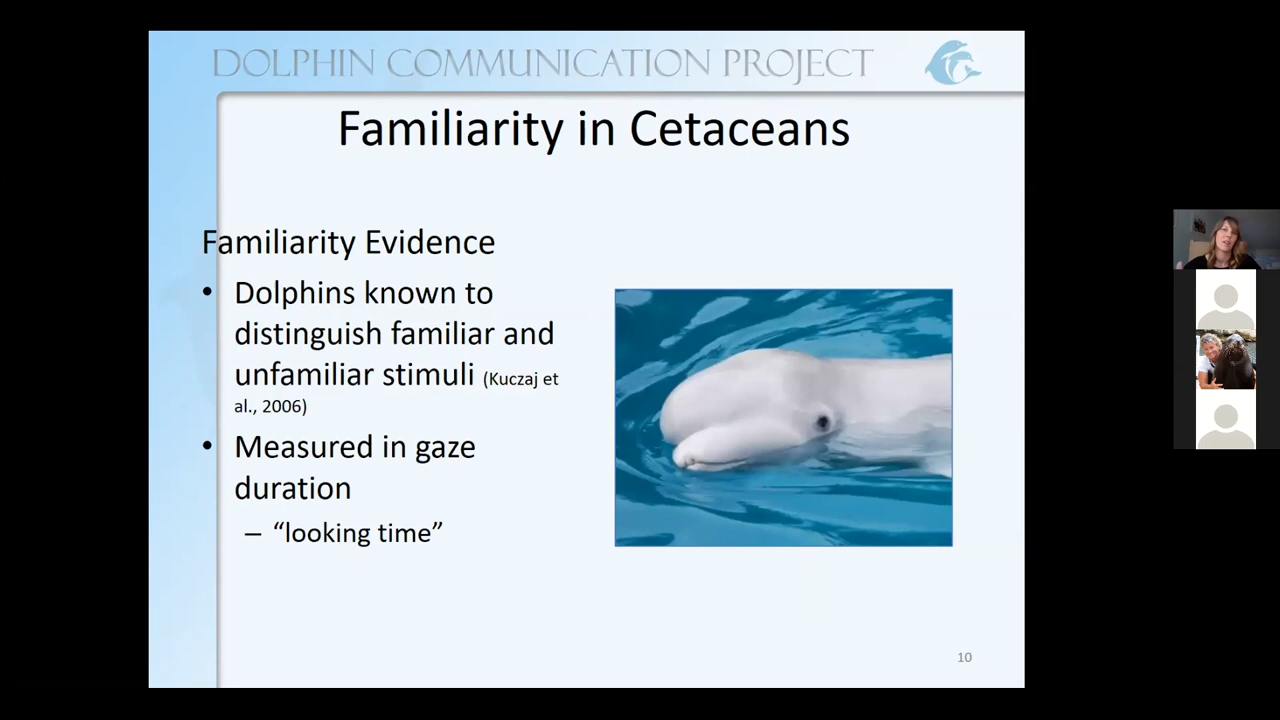 DOLPHIN COMMUNICATION PROJECT
Familiarity in Cetaceans
Familiarity Evidence
• Dolphins known to
distinguish familiar and
unfamiliar stimuli (Kuczaj et
al., 2006)
• Measured in gaze
duration
– “looking time”
10